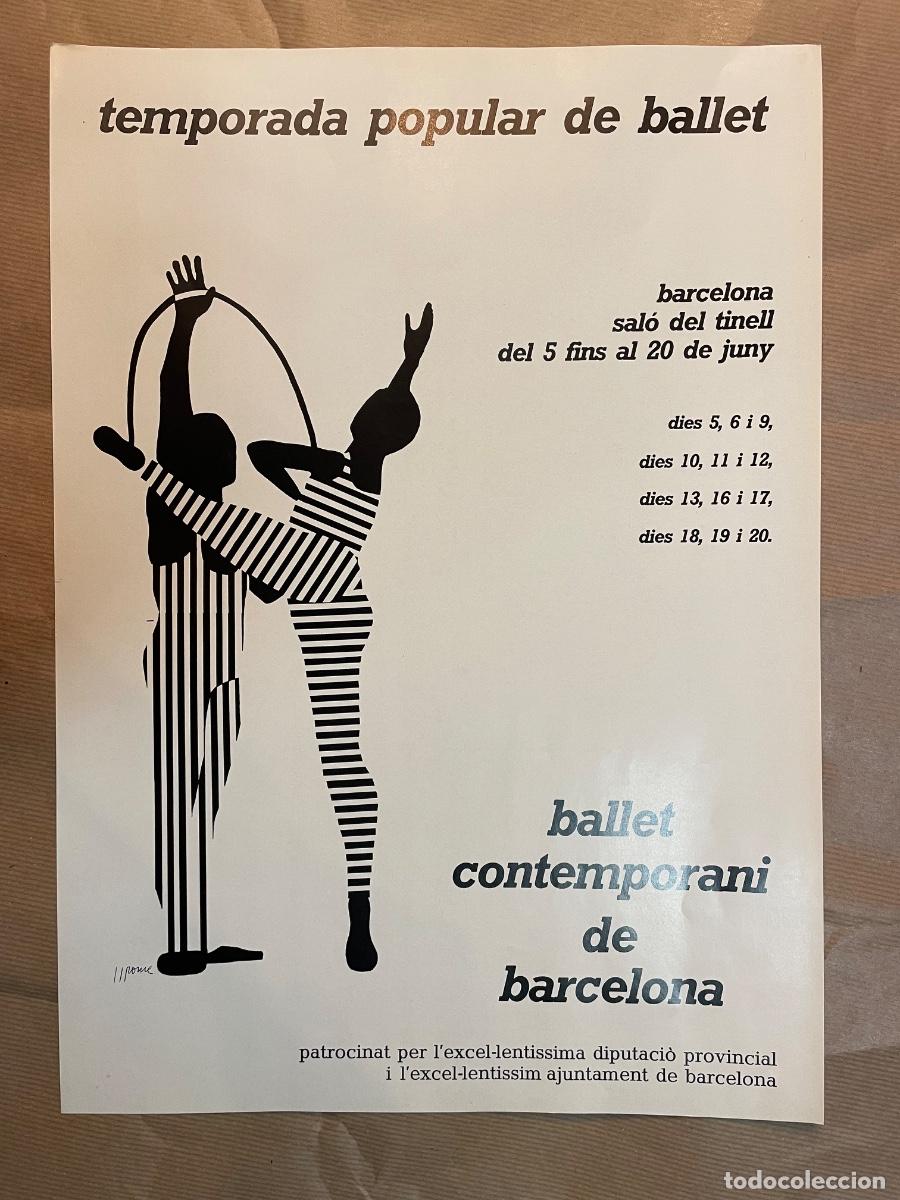 temporada popular de ballet
barcelona
saló del tinell
del 5 fins al 20 de juny
dies 5, 6 i 9,
dies 10, 11 i 12,
dies 13, 16 i 17,
dies 18, 19 i 20.
ballet
contemporani
de
barcelona
patrocinat per l'excel-lentissima diputaciò provincial
i l'excel-lentissim ajuntament de barcelona
todocoleccion